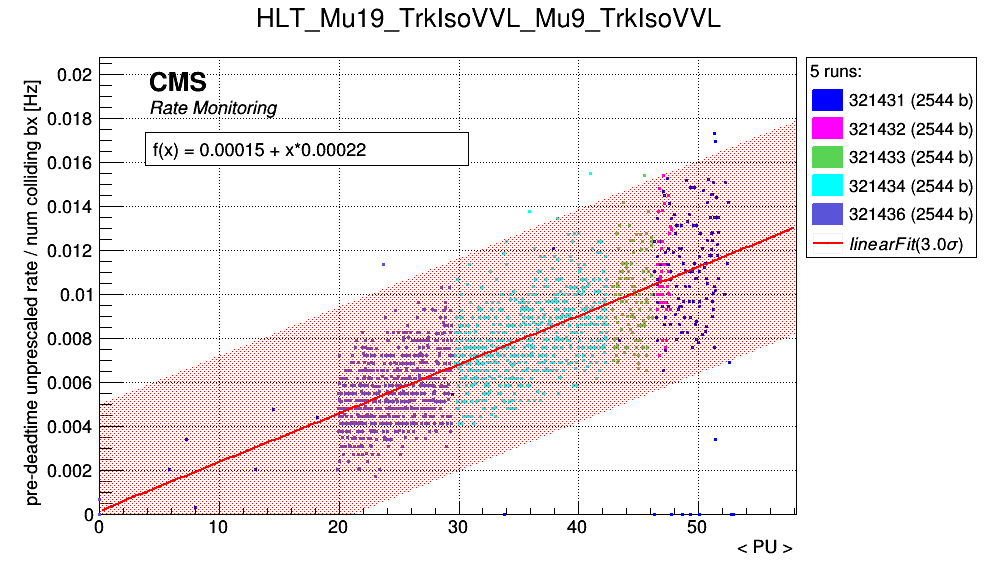 HLT_Mu19_TrkIsoVVL_Mu9_TrkIsoVVL
pre-deadtime unprescaled rate / num colliding bx [Hz]
CMS
Rate Monitoring
f(x) = 0.00015 + x*0.00022
0.02
0.018
0.016
0.014
0.012
0.01
0.008
0.006
0.004
0.002
0
0
10
20
30
40
50
< PU >
5 runs:
321431 (2544 b)
321432 (2544 b)
321433 (2544 b)
321434 (2544 b)
321436 (2544 b)
linearFit(3.0σ)